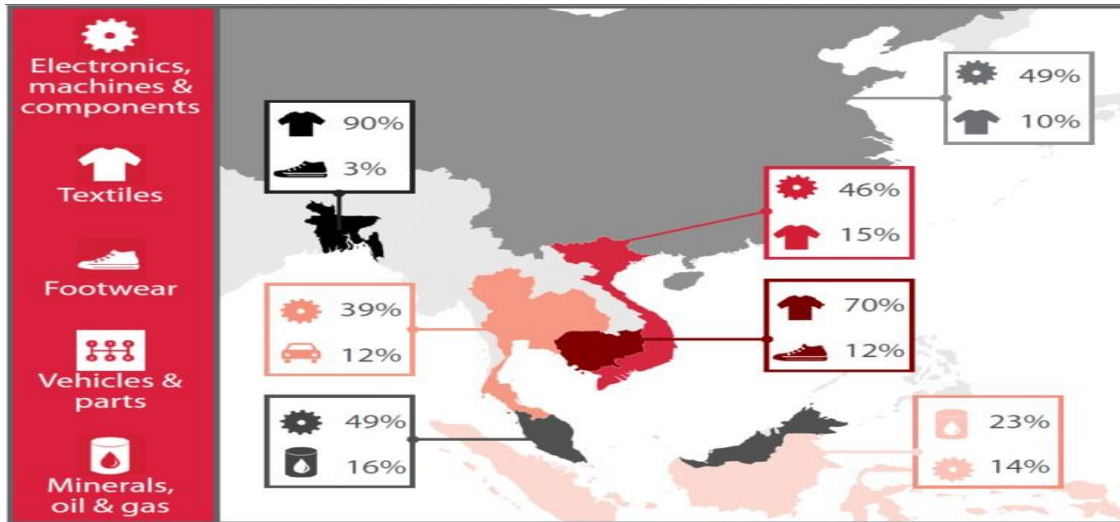 Electronics,
machines &
components
Textiles
Footwear
Vehicles &
parts
Minerals,
oil & gas
90%
3%
49%
10%
46%
15%
39%
12%
70%
12%
49%
16%
23%
14%